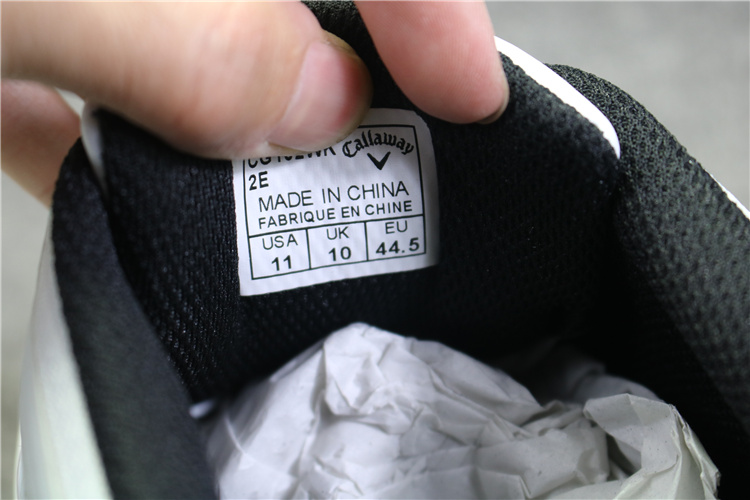 Callaway
2E
MADE IN CHINA
FABRIQUE EN CHINE
USA UK EU
11 10 44.5